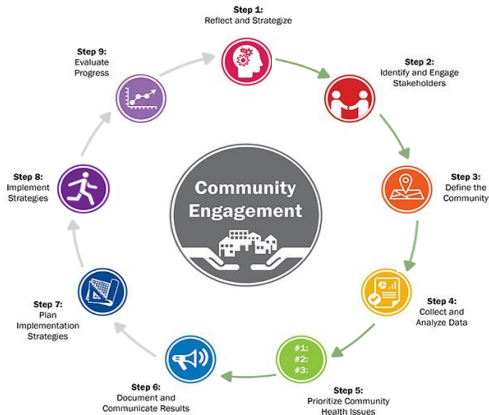 Step 1:
Reflect and Strategize
Step 2:
Identify and Engage
Stakeholders
Step 3:
Define the
Community
Step 4:
Collect and
Analyze Data
Step 5:
Prioritize Community
Health Issues
#1:
#2:
#3:
Step 6:
Document and
Communicate Results
Step 7:
Plan
Implementation
Strategies
Step 8:
Implement
Strategies
Step 9:
Evaluate
Progress
Community
Engagement